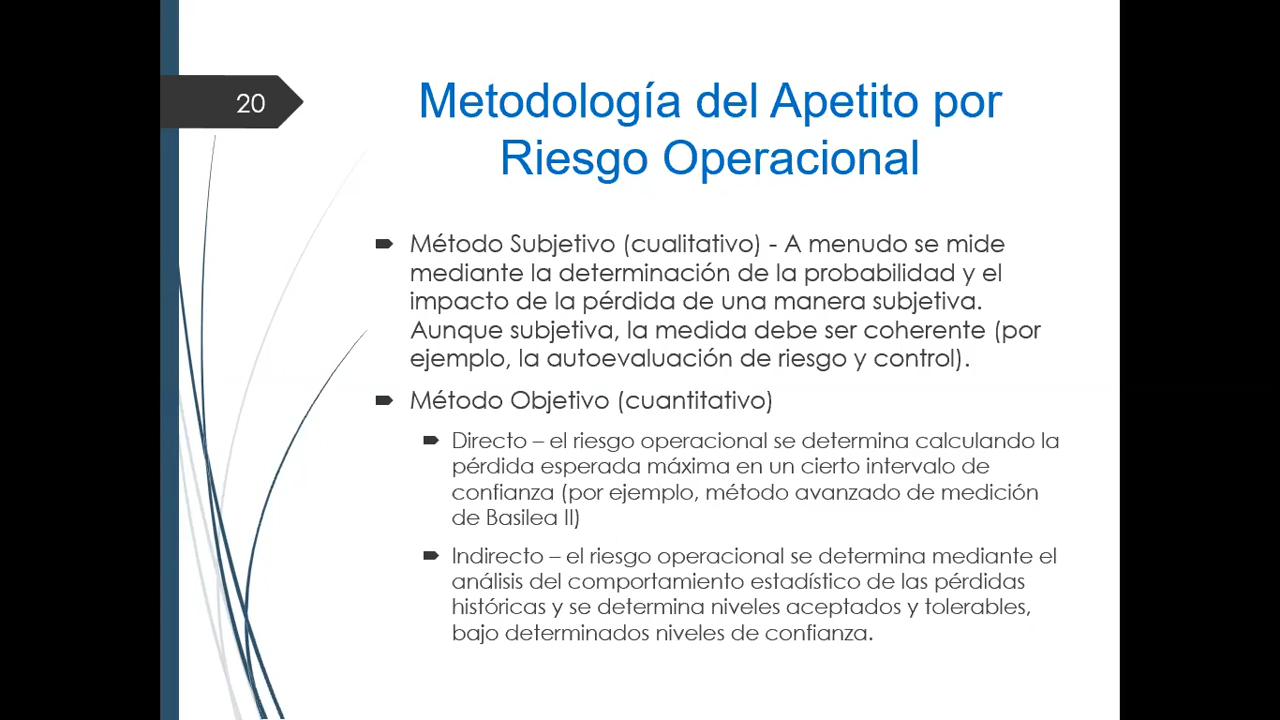 20
Metodología del Apetito por
Riesgo Operacional
Método Subjetivo (cualitativo) - A menudo se mide
mediante la determinación de la probabilidad y el
impacto de la pérdida de una manera subjetiva.
Aunque subjetiva, la medida debe ser coherente (por
ejemplo, la autoevaluación de riesgo y control).
Método Objetivo (cuantitativo)
Directo – el riesgo operacional se determina calculando la
pérdida esperada máxima en un cierto intervalo de
confianza (por ejemplo, método avanzado de medición
de Basilea II)
Indirecto – el riesgo operacional se determina mediante el
análisis del comportamiento estadístico de las pérdidas
históricas y se determina niveles aceptados y tolerables,
bajo determinados niveles de confianza.